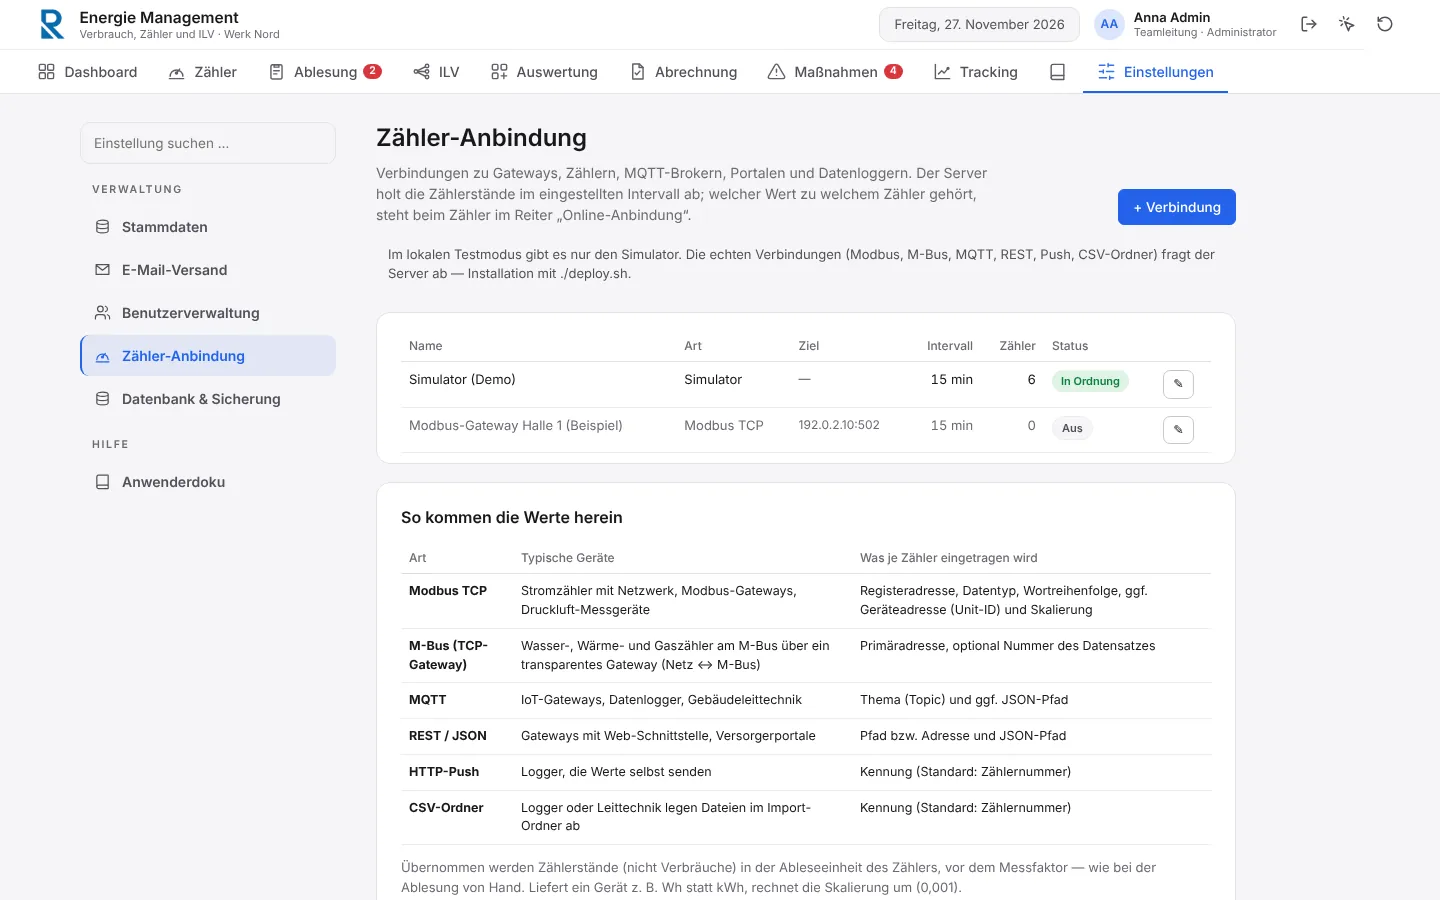 Energie Management
Verbrauch, Zähler und ILV · Werk Nord
Freitag, 27. November 2026
AA
Anna Admin
Teamleitung · Administrator
Dashboard
Zähler
Ablesung 2
ILV
Auswertung
Abrechnung
Maßnahmen 4
Tracking
Einstellungen
Einstellung suchen ...
VERWALTUNG
Stammdaten
E-Mail-Versand
Benutzerverwaltung
Zähler-Anbindung
Datenbank & Sicherung
HILFE
Anwenderdoku
Zähler-Anbindung
Verbindungen zu Gateways, Zählern, MQTT-Brokern, Portalen und Datenloggern. Der Server
holt die Zählerstände im eingestellten Intervall ab; welcher Wert zu welchem Zähler gehört,
steht beim Zähler im Reiter „Online-Anbindung“.
+ Verbindung
Im lokalen Testmodus gibt es nur den Simulator. Die echten Verbindungen (Modbus, M-Bus, MQTT, REST, Push, CSV-Ordner) fragt der
Server ab — Installation mit ./deploy.sh.
Name Art Ziel Intervall Zähler Status
Simulator (Demo) Simulator — 15 min 6 In Ordnung
Modbus-Gateway Halle 1 (Beispiel) Modbus TCP 192.0.2.10:502 15 min 0 Aus
So kommen die Werte herein
Art Typische Geräte Was je Zähler eingetragen wird
Modbus TCP Stromzähler mit Netzwerk, Modbus-Gateways, Registeradresse, Datentyp, Wortreihenfolge, ggf.
Druckluft-Messgeräte Geräteadresse (Unit-ID) und Skalierung
M-Bus (TCP- Wasser-, Wärme- und Gaszähler am M-Bus über ein Primäradresse, optional Nummer des Datensatzes
Gateway) transparentes Gateway (Netz ↔ M-Bus)
MQTT IoT-Gateways, Datenlogger, Gebäudeleittechnik Thema (Topic) und ggf. JSON-Pfad
REST / JSON Gateways mit Web-Schnittstelle, Versorgerportale Pfad bzw. Adresse und JSON-Pfad
HTTP-Push Logger, die Werte selbst senden Kennung (Standard: Zählernummer)
CSV-Ordner Logger oder Leittechnik legen Dateien im Import- Kennung (Standard: Zählernummer)
Ordner ab
Übernommen werden Zählerstände (nicht Verbräuche) in der Ableseeinheit des Zählers, vor dem Messfaktor — wie bei der
Ablesung von Hand. Liefert ein Gerät z. B. Wh statt kWh, rechnet die Skalierung um (0,001).